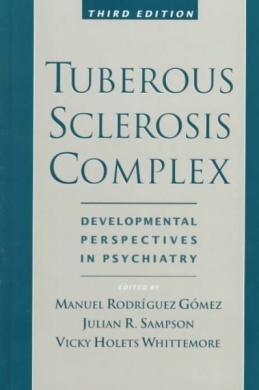 THIRD EDITION
TUBEROUS
SCLEROSIS
COMPLEX
DEVELOPMENTAL
PERSPECTIVES
IN PSYCHIATRY
EDITED BY
MANUEL RODRÍGUEZ GÓMEZ
JULIAN R. SAMPSON
VICKY HOLETS WHITTEMORE